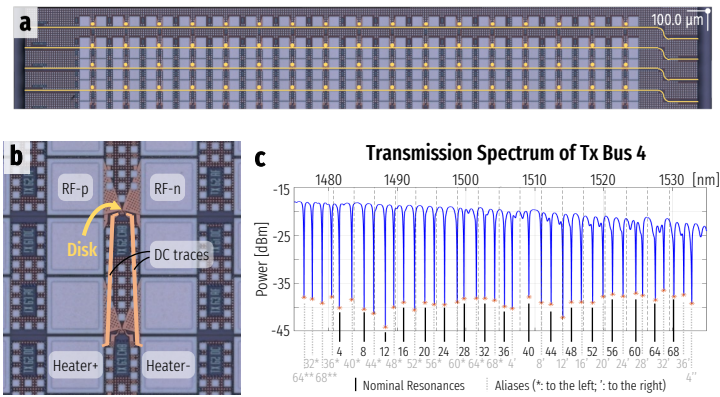 a
100.0 μm
b
RF-p
RF-n
Disk
DC traces
Heater+
Heater-
c
Transmission Spectrum of Tx Bus 4
1480 1490 1500 1510 1520 1530 [nm]
-15
-25
-35
-45
Power [dBm]
4 8 12 16 20 24 28 32 36 40 44 48 52 56 60 64 68
32* 36* 40* 44* 48* 52* 56* 60* 64* 68* 4′ 8′ 12′ 16′ 20′ 24′ 28′ 32′ 36′
64** 68** 4′′
Nominal Resonances
Aliases (*: to the left; ′: to the right)